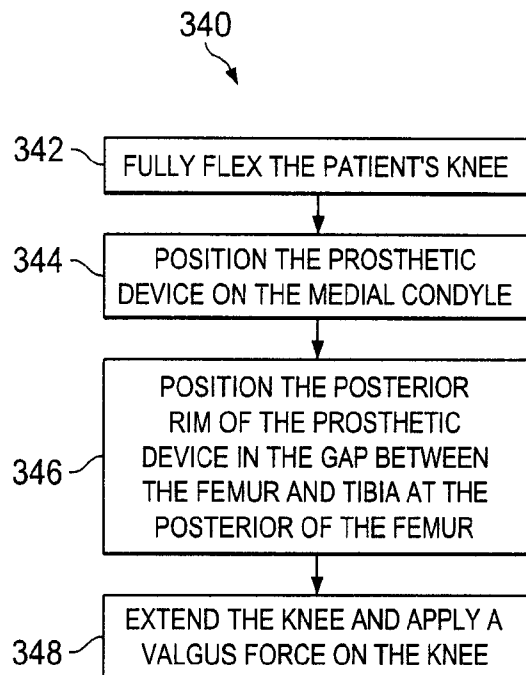 340
342
FULLY FLEX THE PATIENT'S KNEE
344
POSITION THE PROSTHETIC
DEVICE ON THE MEDIAL CONDYLE
346
POSITION THE POSTERIOR
RIM OF THE PROSTHETIC
DEVICE IN THE GAP BETWEEN
THE FEMUR AND TIBIA AT THE
POSTERIOR OF THE FEMUR
348
EXTEND THE KNEE AND APPLY A
VALGUS FORCE ON THE KNEE